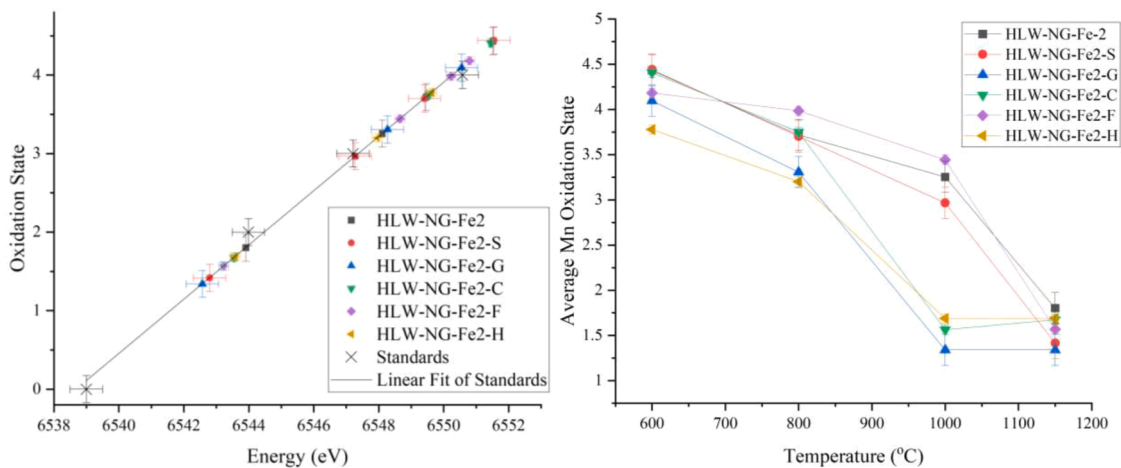 Oxidation State
4
3
2
1
0
6538 6540 6542 6544 6546 6548 6550 6552
Energy (eV)
HLW-NG-Fe2
HLW-NG-Fe2-S
HLW-NG-Fe2-G
HLW-NG-Fe2-C
HLW-NG-Fe2-F
HLW-NG-Fe2-H
Standards
Linear Fit of Standards
Average Mn Oxidation State
5
4.5
4
3.5
3
2.5
2
1.5
1
600 700 800 900 1000 1100 1200
Temperature (°C)
HLW-NG-Fe-2
HLW-NG-Fe2-S
HLW-NG-Fe2-G
HLW-NG-Fe2-C
HLW-NG-Fe2-F
HLW-NG-Fe2-H